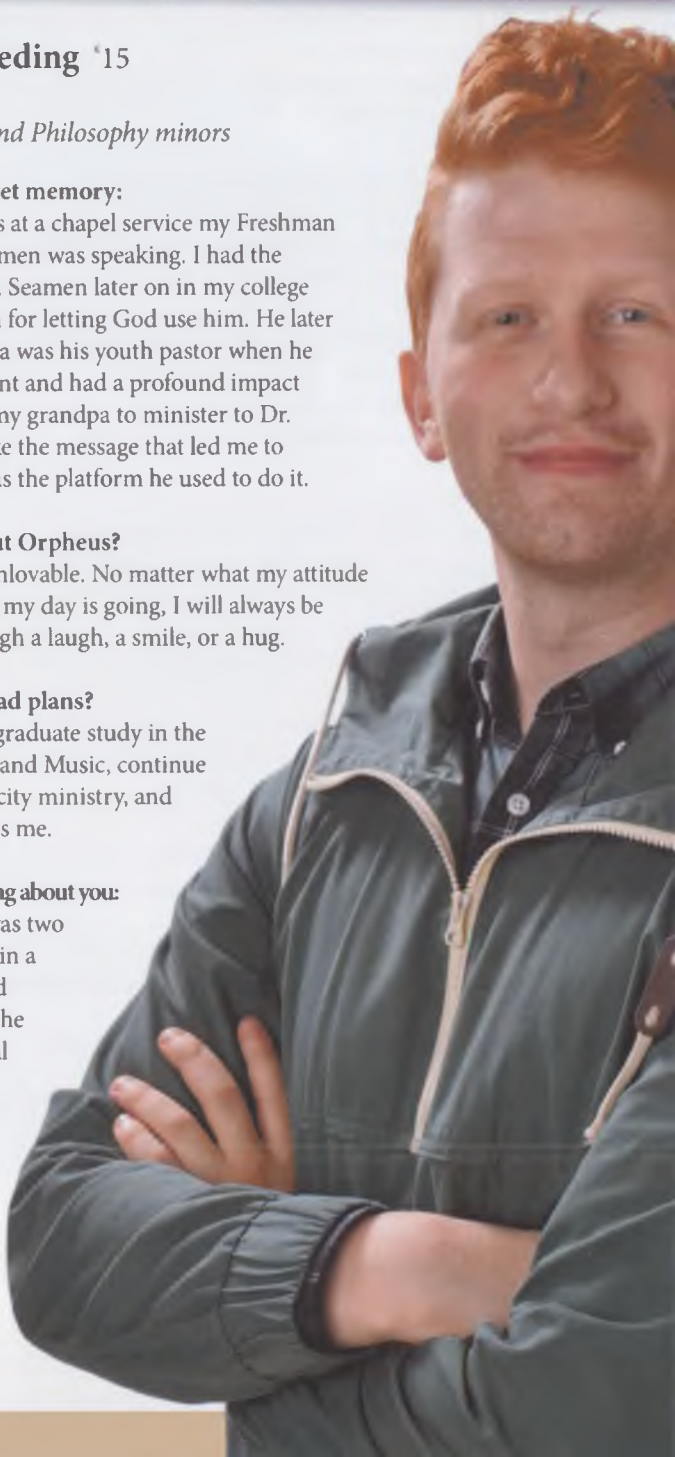 eding '15
nd Philosophy minors
et memory:
s at a chapel service my Freshman
men was speaking. I had the
. Seamen later on in my college
for letting God use him. He later
a was his youth pastor when he
nt and had a profound impact
my grandpa to minister to Dr.
ke the message that led me to
as the platform he used to do it.
ut Orpheus?
nlovable. No matter what my attitude
my day is going, I will always be
gh a laugh, a smile, or a hug.
ad plans?
graduate study in the
and Music, continue
city ministry, and
s me.
ng about you:
as two
in a
d
he
l